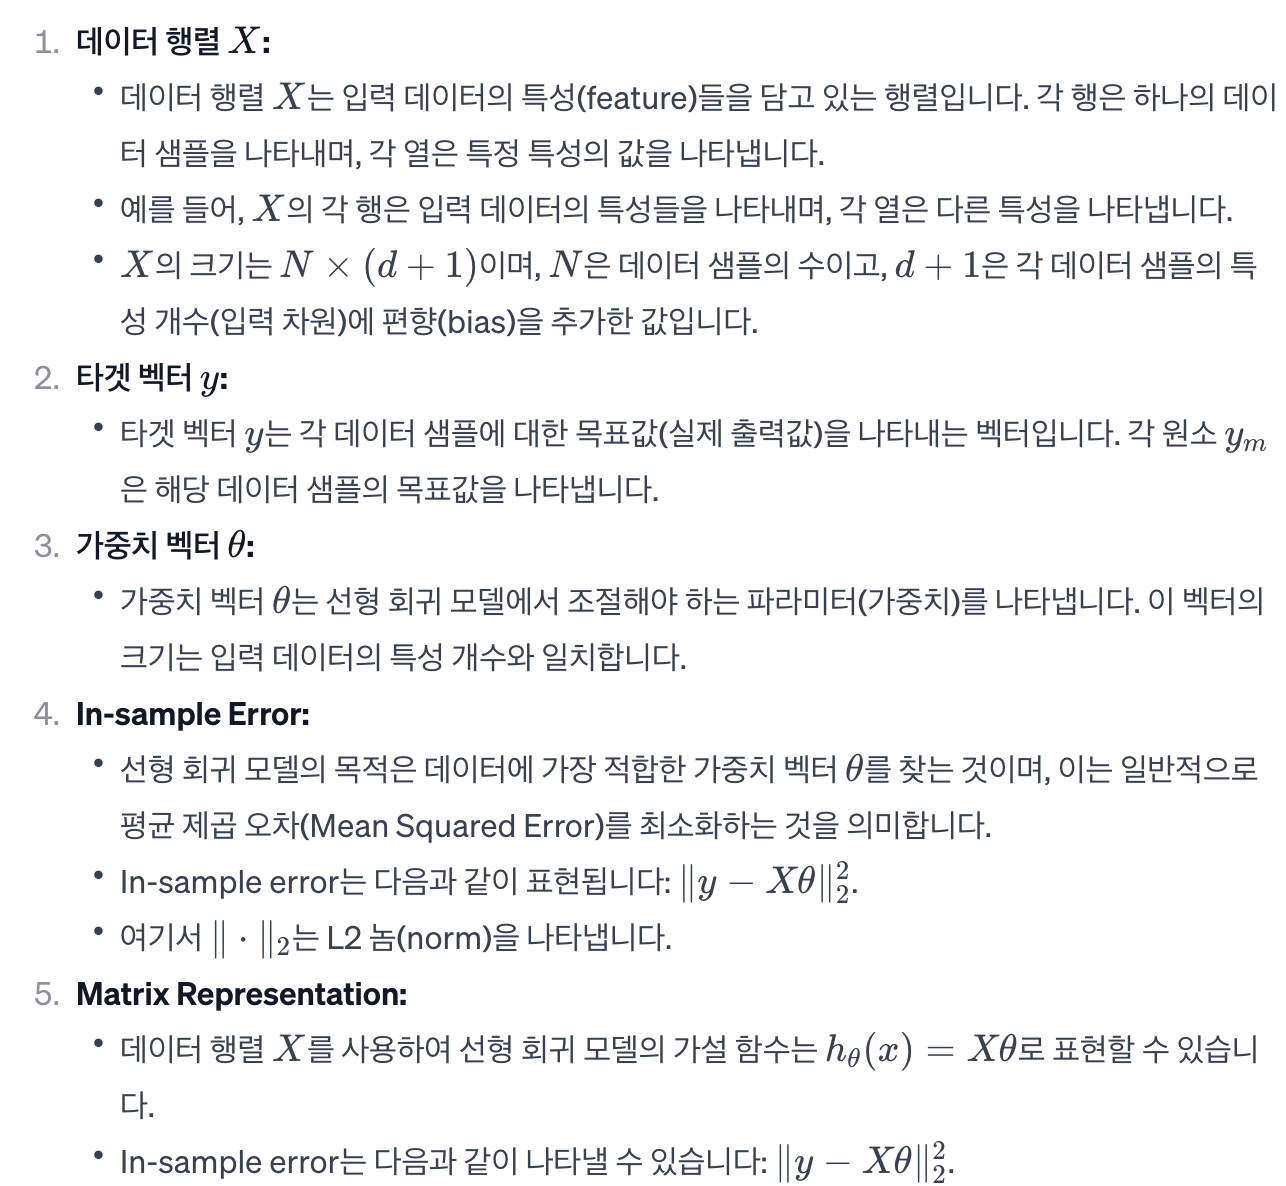 1. 데이터 행렬 X:
• 데이터 행렬 X는 입력 데이터의 특성(feature)들을 담고 있는 행렬입니다. 각 행은 하나의 데이
터 샘플을 나타내며, 각 열은 특정 특성의 값을 나타냅니다.
• 예를 들어, X의 각 행은 입력 데이터의 특성들을 나타내며, 각 열은 다른 특성을 나타냅니다.
• X의 크기는 N × (d + 1)이며, N은 데이터 샘플의 수이고, d + 1은 각 데이터 샘플의 특
성 개수(입력 차원)에 편향(bias)을 추가한 값입니다.
2. 타겟 벡터 y:
• 타겟 벡터 y는 각 데이터 샘플에 대한 목표값(실제 출력값)을 나타내는 벡터입니다. 각 원소 yₘ
은 해당 데이터 샘플의 목표값을 나타냅니다.
3. 가중치 벡터 θ:
• 가중치 벡터 θ는 선형 회귀 모델에서 조절해야 하는 파라미터(가중치)를 나타냅니다. 이 벡터의
크기는 입력 데이터의 특성 개수와 일치합니다.
4. In-sample Error:
• 선형 회귀 모델의 목적은 데이터에 가장 적합한 가중치 벡터 θ를 찾는 것이며, 이는 일반적으로
평균 제곱 오차(Mean Squared Error)를 최소화하는 것을 의미합니다.
• In-sample error는 다음과 같이 표현됩니다: ‖y − Xθ‖₂².
• 여기서 ‖ · ‖₂는 L2 놈(norm)을 나타냅니다.
5. Matrix Representation:
• 데이터 행렬 X를 사용하여 선형 회귀 모델의 가설 함수는 h_θ(x) = Xθ로 표현할 수 있습니
다.
• In-sample error는 다음과 같이 나타낼 수 있습니다: ‖y − Xθ‖₂².